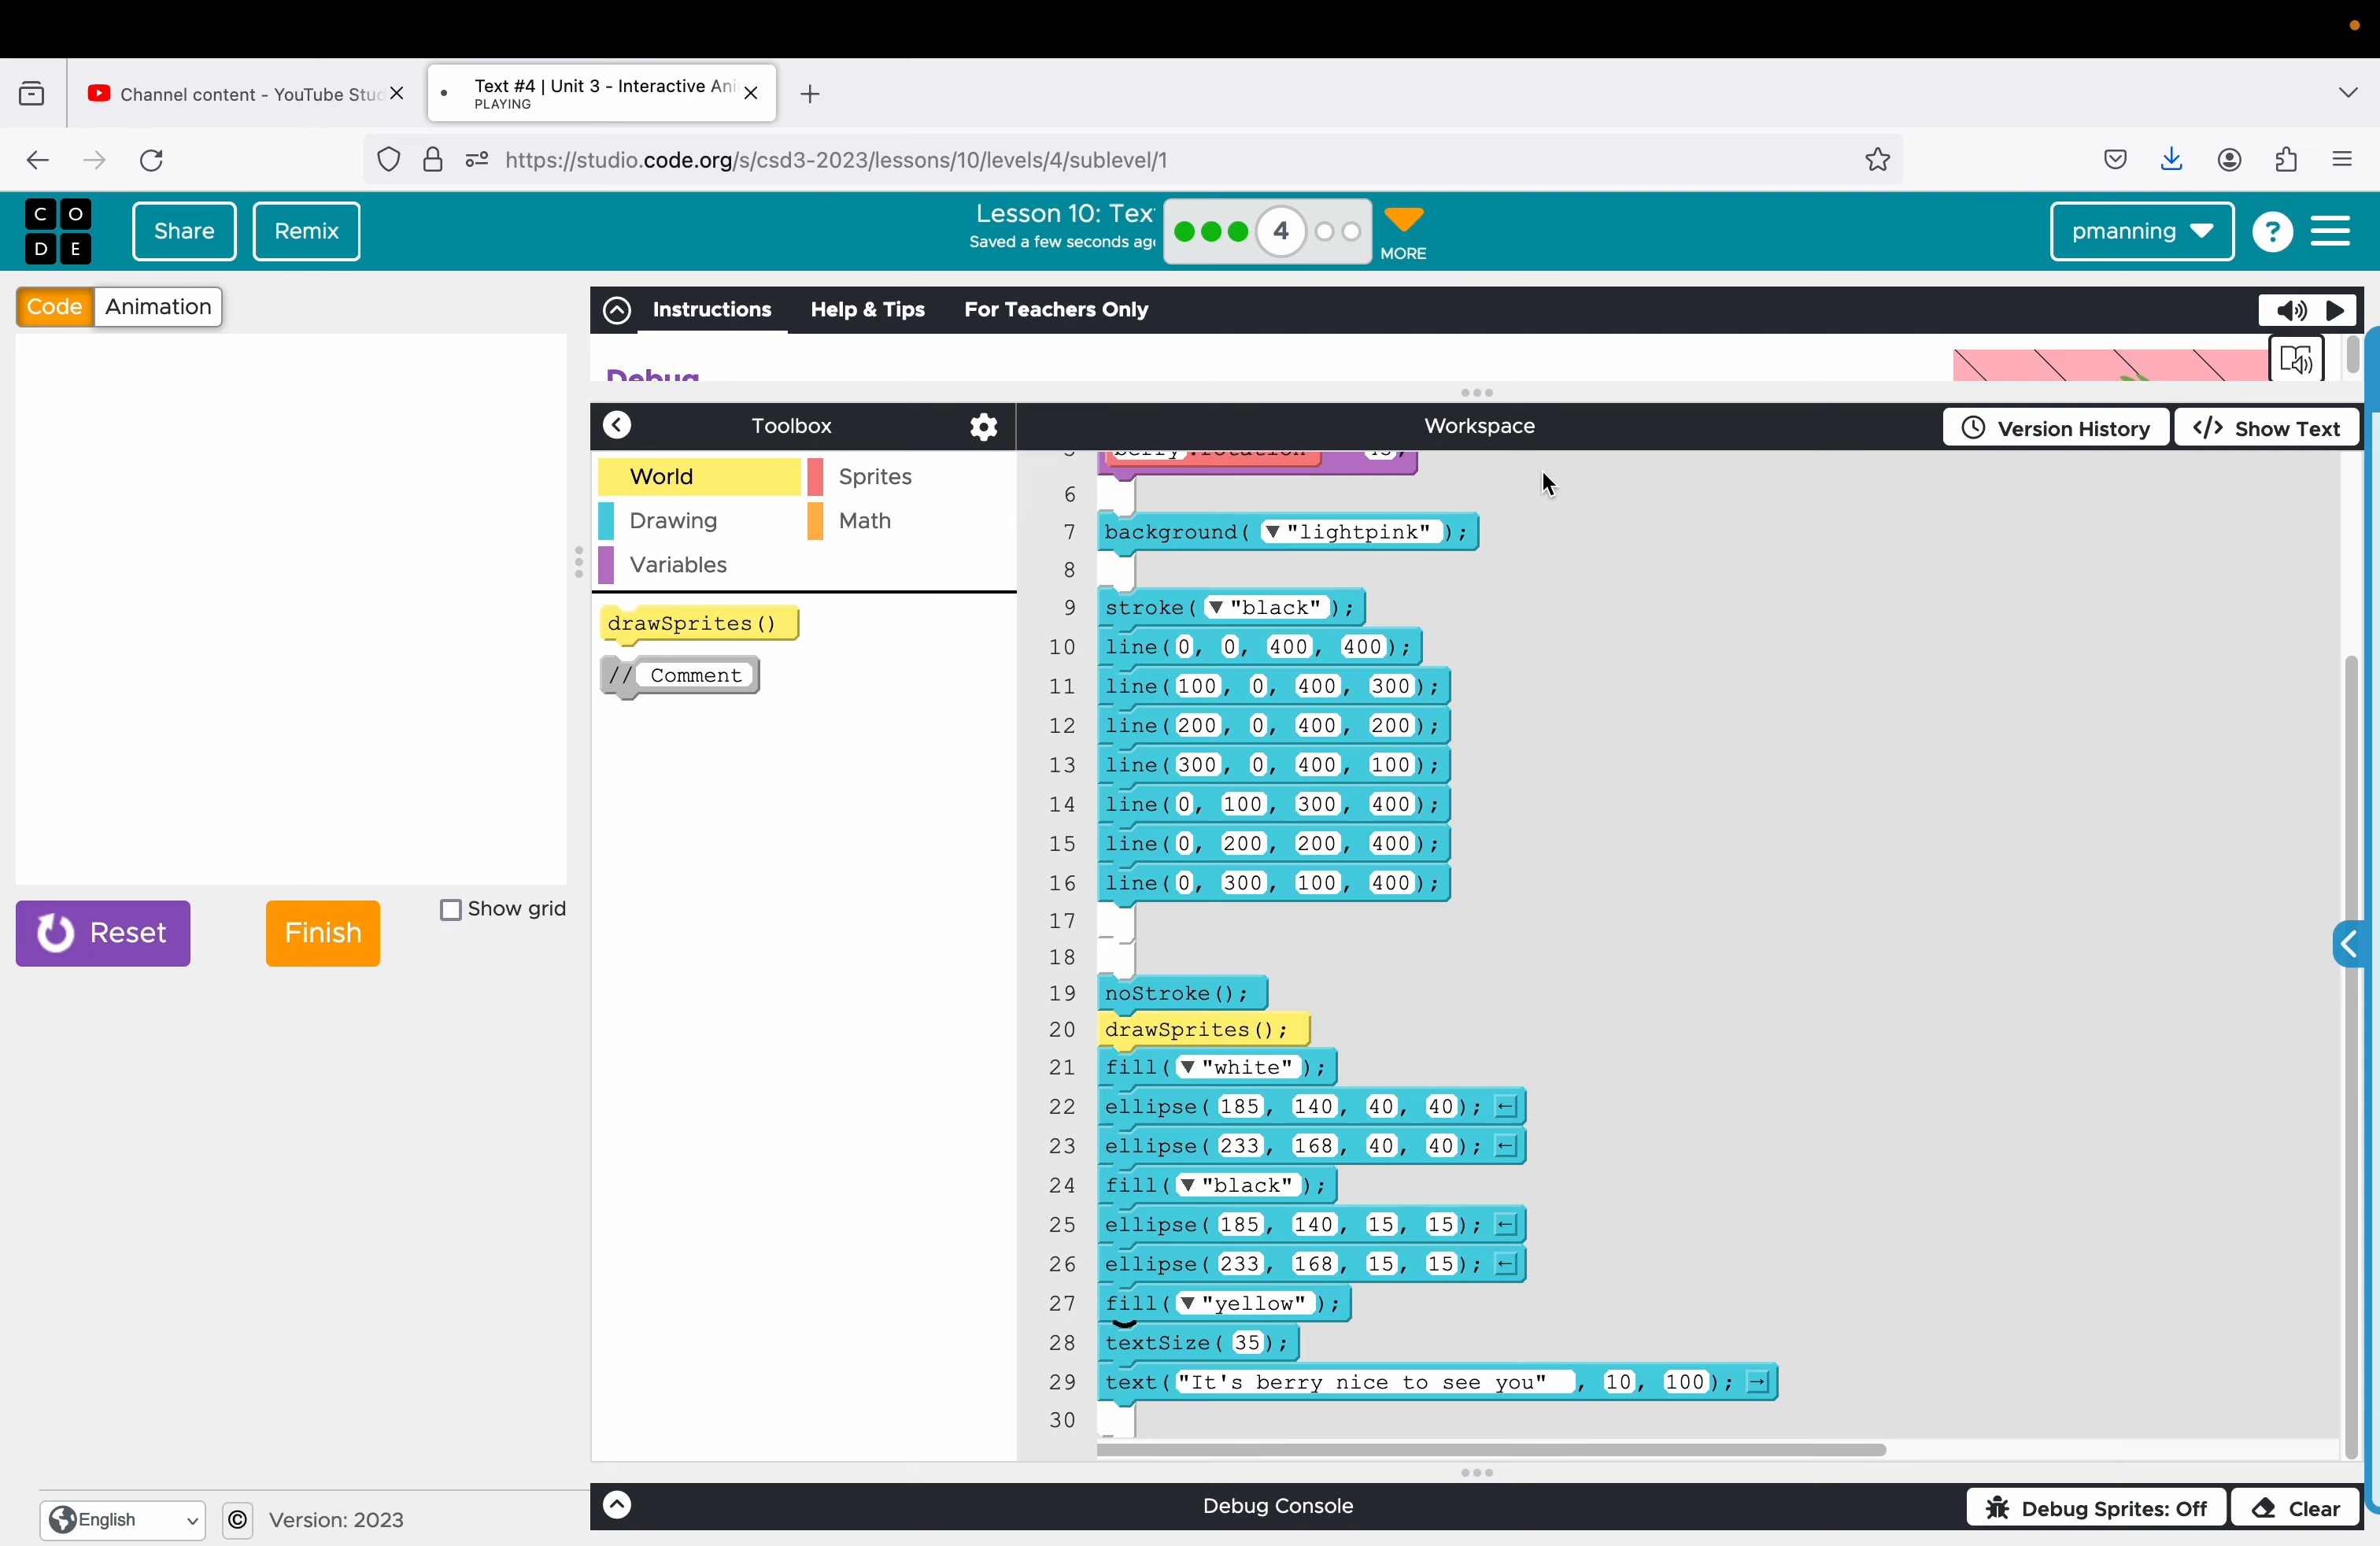 Channel content - YouTube Stud
Text #4 | Unit 3 - Interactive Ani
PLAYING
https://studio.code.org/s/csd3-2023/lessons/10/levels/4/sublevel/1
C O
D E
Share
Remix
Lesson 10: Tex
Saved a few seconds ag
4
MORE
pmanning
?
Code
Animation
Instructions
Help & Tips
For Teachers Only
Debug
Toolbox
Workspace
Version History
</> Show Text
World
Sprites
Drawing
Math
Variables
drawSprites()
// Comment
5 berry.rotation 45;
6
7 background( "lightpink" );
8
9 stroke( "black" );
10 line(0, 0, 400, 400);
11 line(100, 0, 400, 300);
12 line(200, 0, 400, 200);
13 line(300, 0, 400, 100);
14 line(0, 100, 300, 400);
15 line(0, 200, 200, 400);
16 line(0, 300, 100, 400);
17
18
19 noStroke();
20 drawSprites();
21 fill( "white" );
22 ellipse( 185, 140, 40, 40); ←
23 ellipse( 233, 168, 40, 40); ←
24 fill( "black" );
25 ellipse( 185, 140, 15, 15); ←
26 ellipse( 233, 168, 15, 15); ←
27 fill( "yellow" );
28 textSize( 35);
29 text("It's berry nice to see you" , 10, 100); →
30
Reset
Finish
Show grid
Debug Console
Debug Sprites: Off
Clear
English
©
Version: 2023